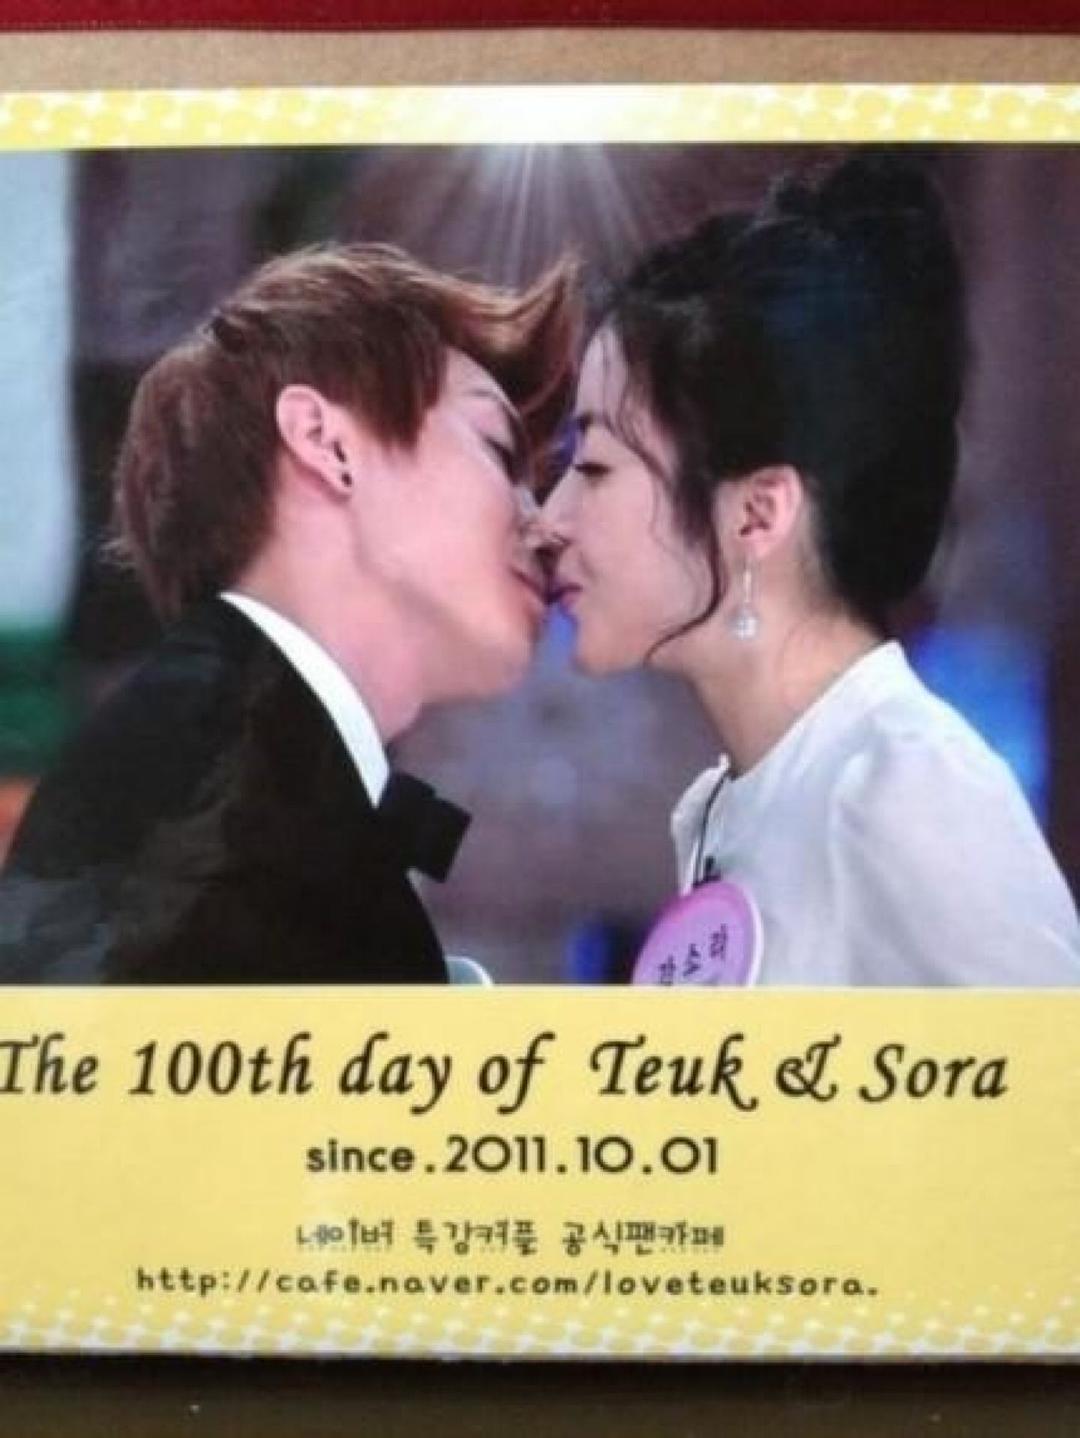 The 100th day of Teuk & Sora
since.2011.10.01
네이버 특강커플 공식팬카페
http://cafe.naver.com/loveteuksora.